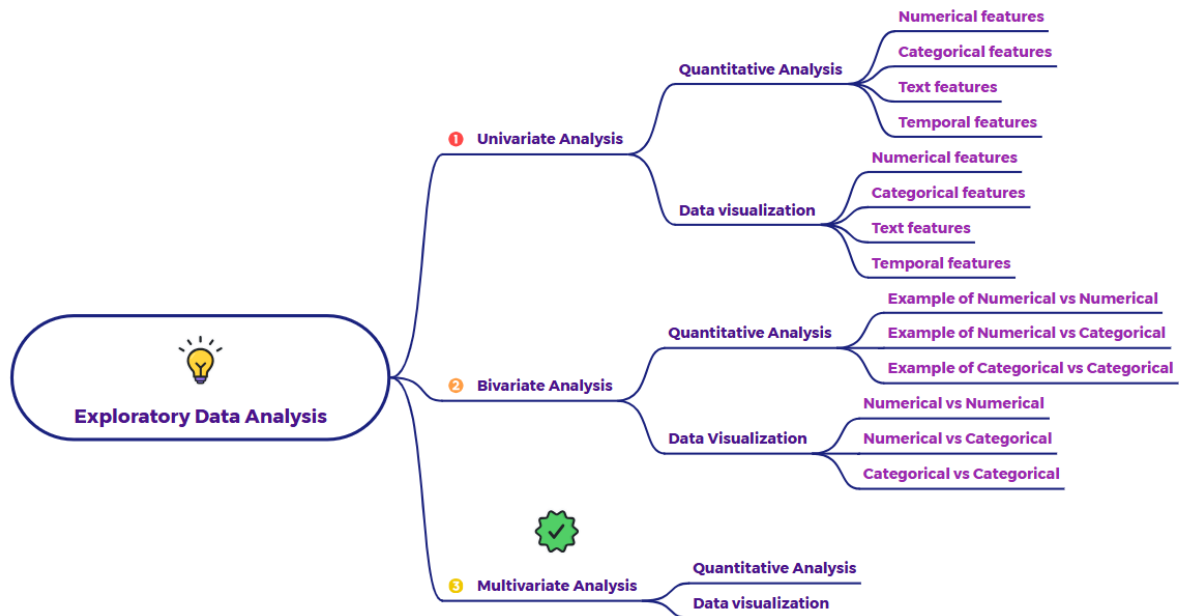 Exploratory Data Analysis
1 Univariate Analysis
Quantitative Analysis
Numerical features
Categorical features
Text features
Temporal features
Data visualization
Numerical features
Categorical features
Text features
Temporal features
2 Bivariate Analysis
Quantitative Analysis
Example of Numerical vs Numerical
Example of Numerical vs Categorical
Example of Categorical vs Categorical
Data Visualization
Numerical vs Numerical
Numerical vs Categorical
Categorical vs Categorical
3 Multivariate Analysis
Quantitative Analysis
Data visualization